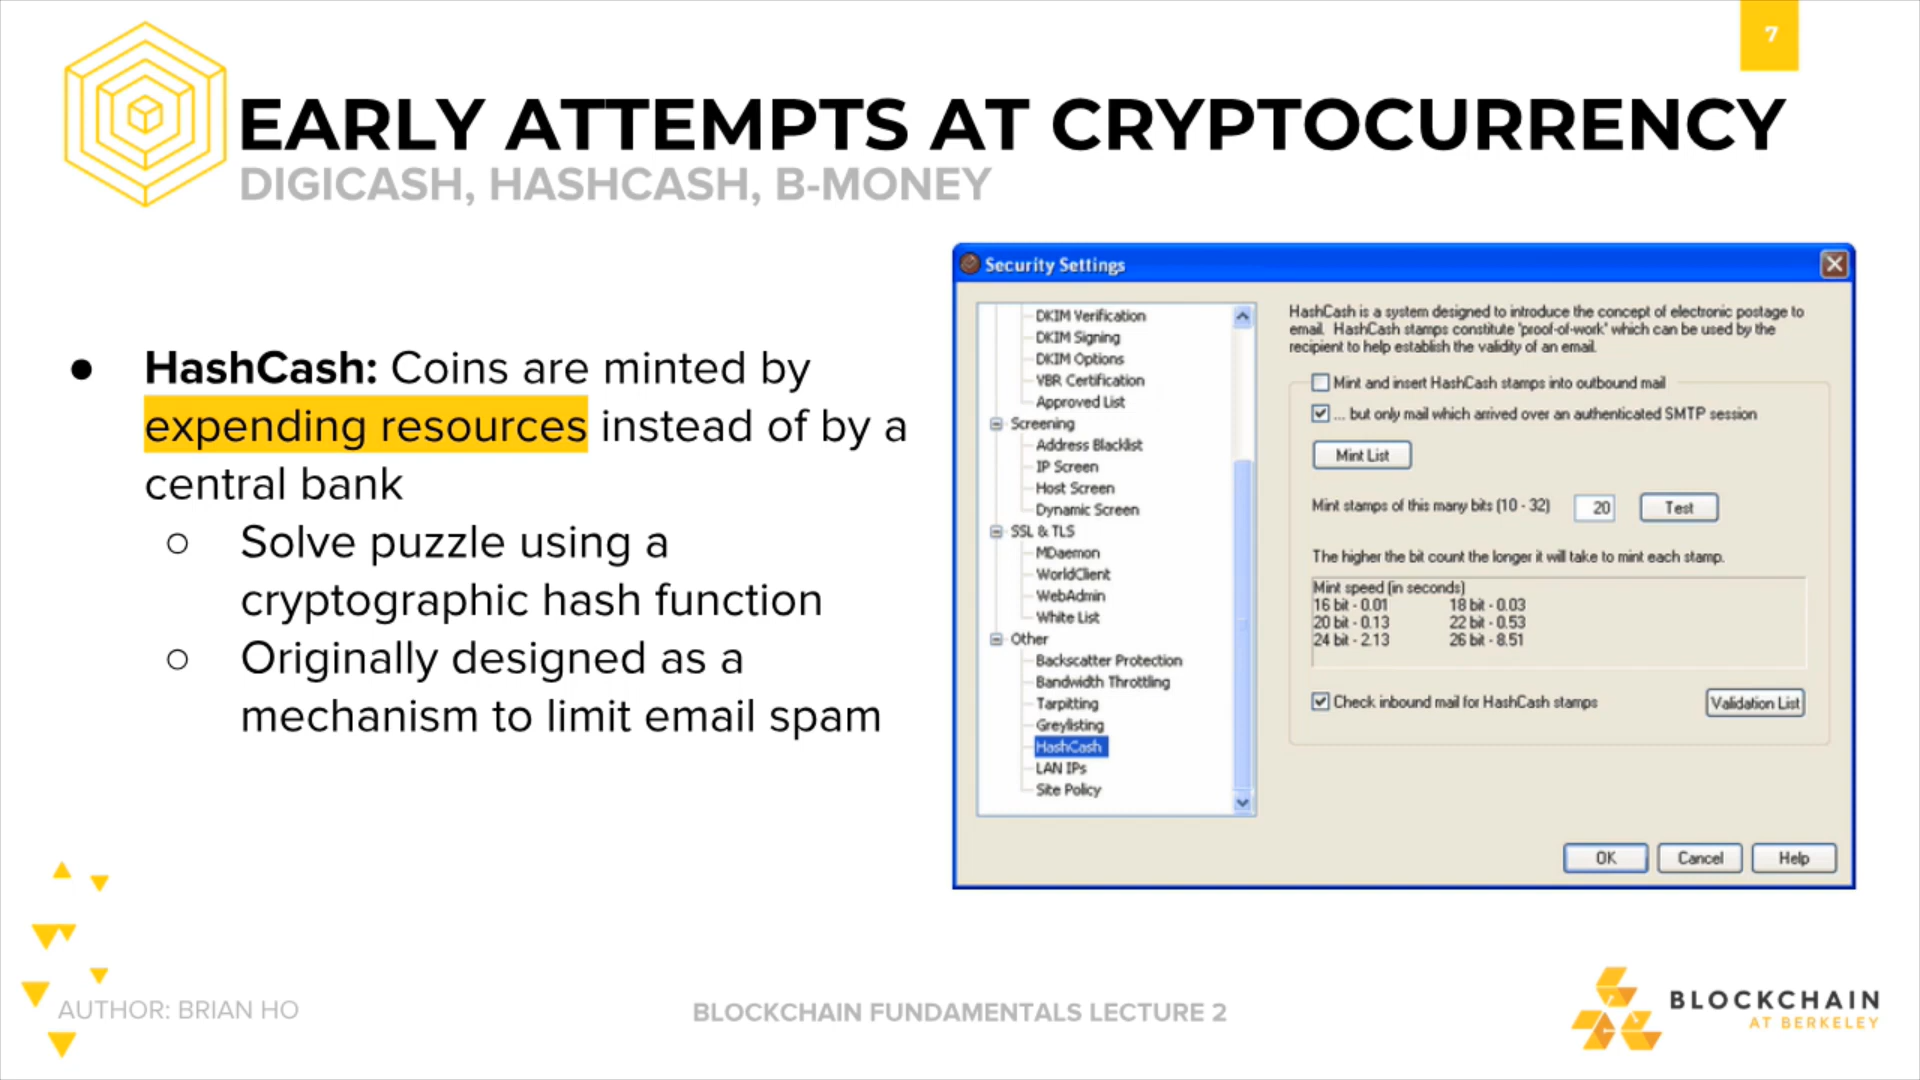 7
EARLY ATTEMPTS AT CRYPTOCURRENCY
DIGICASH, HASHCASH, B-MONEY
● HashCash: Coins are minted by
expending resources instead of by a
central bank
○ Solve puzzle using a
cryptographic hash function
○ Originally designed as a
mechanism to limit email spam
Security Settings
DKIM Verification
DKIM Signing
DKIM Options
VBR Certification
Approved List
Screening
Address Blacklist
IP Screen
Host Screen
Dynamic Screen
SSL & TLS
MDaemon
WorldClient
WebAdmin
White List
Other
Backscatter Protection
Bandwidth Throttling
Tarpitting
Greylisting
HashCash
LAN IPs
Site Policy
HashCash is a system designed to introduce the concept of electronic postage to
email. HashCash stamps constitute 'proof-of-work' which can be used by the
recipient to help establish the validity of an email.
Mint and insert HashCash stamps into outbound mail
... but only mail which arrived over an authenticated SMTP session
Mint List
Mint stamps of this many bits (10 - 32) 20 Test
The higher the bit count the longer it will take to mint each stamp.
Mint speed (in seconds)
16 bit - 0.01 18 bit - 0.03
20 bit - 0.13 22 bit - 0.53
24 bit - 2.13 26 bit - 8.51
Check inbound mail for HashCash stamps Validation List
OK Cancel Help
AUTHOR: BRIAN HO
BLOCKCHAIN FUNDAMENTALS LECTURE 2
BLOCKCHAIN
AT BERKELEY